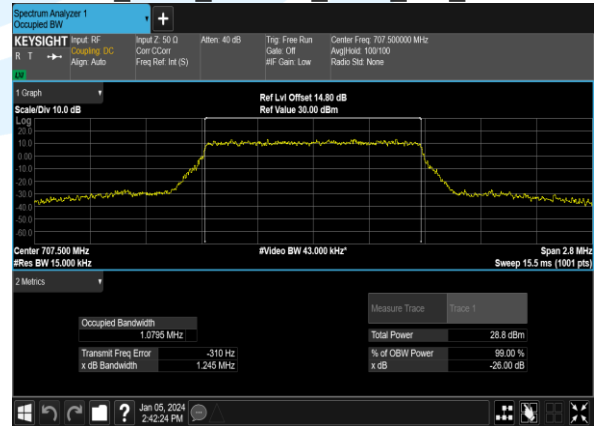 Spectrum Analyzer 1
Occupied BW
+
KEYSIGHT Input: RF Input Z: 50 Ω Atten: 40 dB Trig: Free Run Center Freq: 707.500000 MHz
R T Coupling: DC Corr CCorr Gate: Off Avg|Hold: 100/100
Align: Auto Freq Ref: Int (S) #IF Gain: Low Radio Std: None
1 Graph
Ref Lvl Offset 14.80 dB
Scale/Div 10.0 dB Ref Value 30.00 dBm
Log
20.0
10.0
0.00
-10.0
-20.0
-30.0
-40.0
-50.0
-60.0
Center 707.500 MHz #Video BW 43.000 kHz* Span 2.8 MHz
#Res BW 15.000 kHz Sweep 15.5 ms (1001 pts)
2 Metrics
Measure Trace Trace 1
Occupied Bandwidth
1.0795 MHz Total Power 28.8 dBm
Transmit Freq Error -310 Hz % of OBW Power 99.00 %
x dB Bandwidth 1.245 MHz x dB -26.00 dB
? Jan 05, 2024
2:42:24 PM